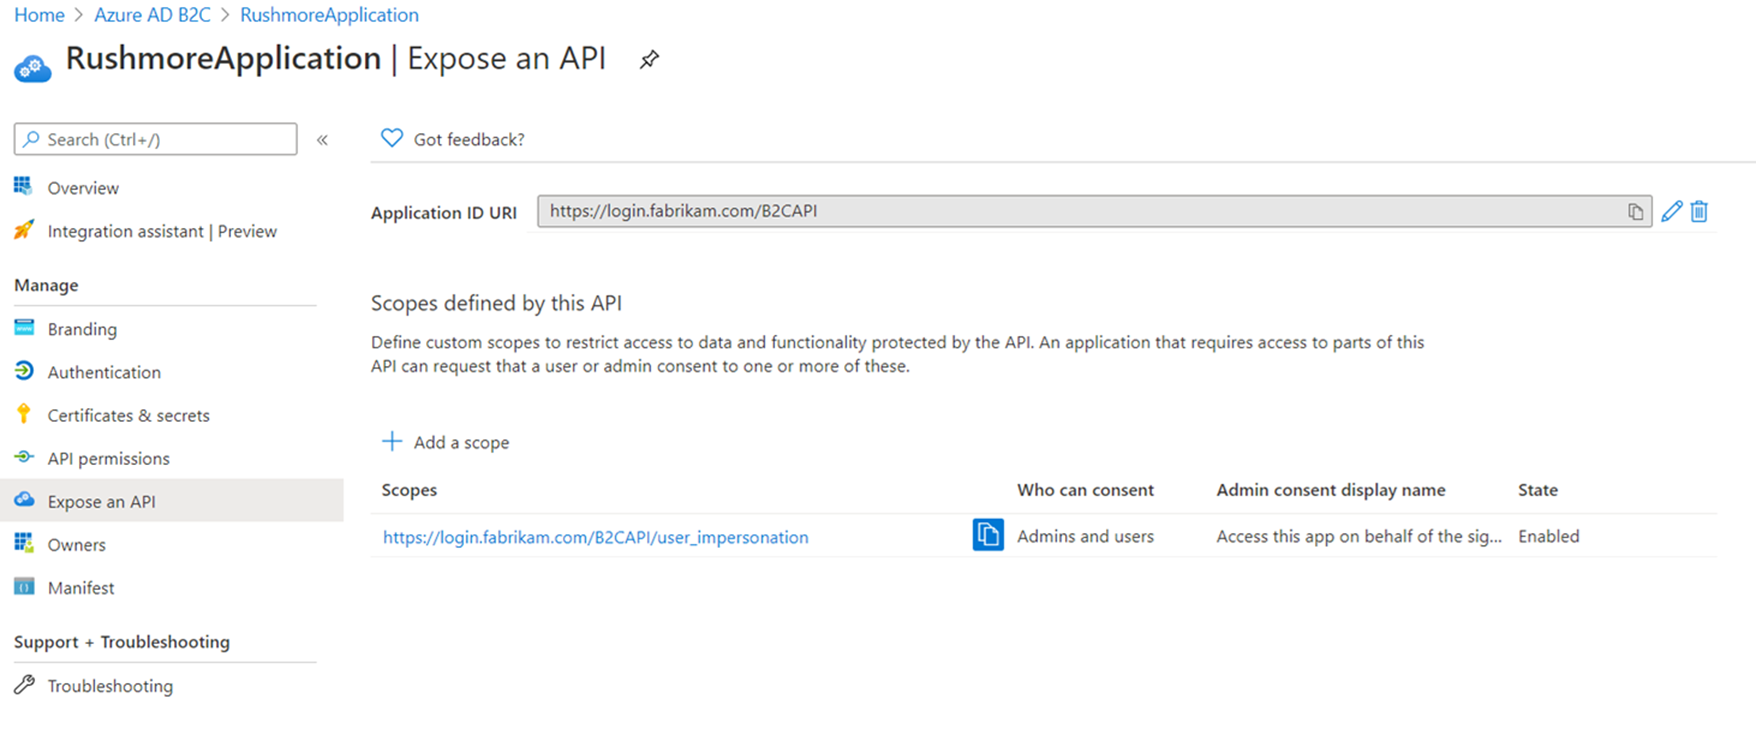 Home > Azure AD B2C > RushmoreApplication
RushmoreApplication | Expose an API
Search (Ctrl+/)
«
Overview
Integration assistant | Preview
Manage
Branding
Authentication
Certificates & secrets
API permissions
Expose an API
Owners
Manifest
Support + Troubleshooting
Troubleshooting
Got feedback?
Application ID URI https://login.fabrikam.com/B2CAPI
Scopes defined by this API
Define custom scopes to restrict access to data and functionality protected by the API. An application that requires access to parts of this
API can request that a user or admin consent to one or more of these.
Add a scope
Scopes Who can consent Admin consent display name State
https://login.fabrikam.com/B2CAPI/user_impersonation Admins and users Access this app on behalf of the sig... Enabled